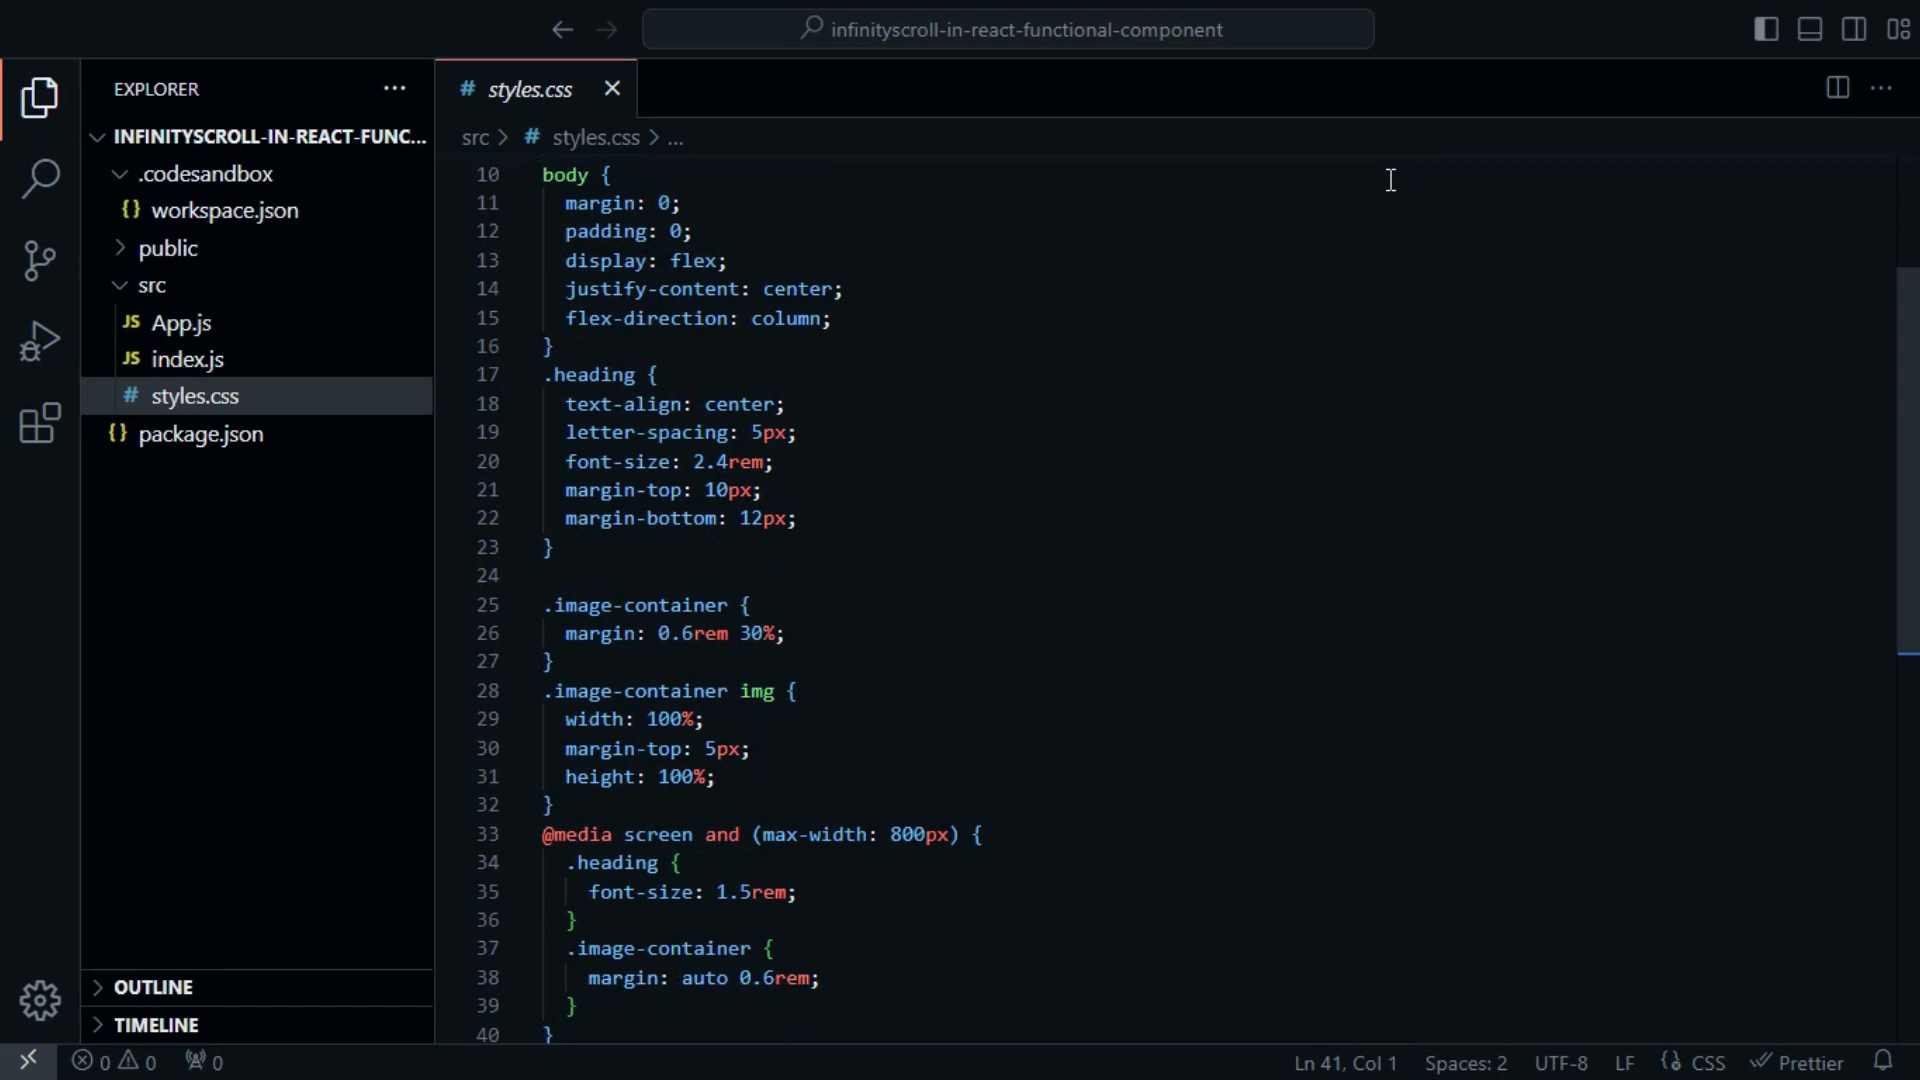 infinityscroll-in-react-functional-component
EXPLORER
INFINITYSCROLL-IN-REACT-FUNC...
.codesandbox
{} workspace.json
public
src
JS App.js
JS index.js
# styles.css
{} package.json
OUTLINE
TIMELINE
# styles.css
src > # styles.css > ...
10 body {
11 margin: 0;
12 padding: 0;
13 display: flex;
14 justify-content: center;
15 flex-direction: column;
16 }
17 .heading {
18 text-align: center;
19 letter-spacing: 5px;
20 font-size: 2.4rem;
21 margin-top: 10px;
22 margin-bottom: 12px;
23 }
24
25 .image-container {
26 margin: 0.6rem 30%;
27 }
28 .image-container img {
29 width: 100%;
30 margin-top: 5px;
31 height: 100%;
32 }
33 @media screen and (max-width: 800px) {
34 .heading {
35 font-size: 1.5rem;
36 }
37 .image-container {
38 margin: auto 0.6rem;
39 }
40 }
0 0 0 Ln 41, Col 1 Spaces: 2 UTF-8 LF CSS Prettier